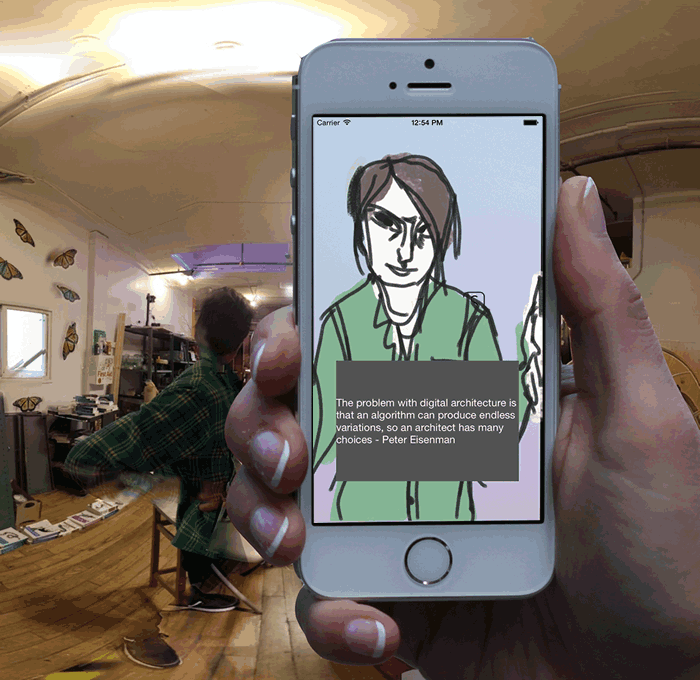 Carrier 12:54 PM
The problem with digital architecture is
that an algorithm can produce endless
variations, so an architect has many
choices - Peter Eisenman